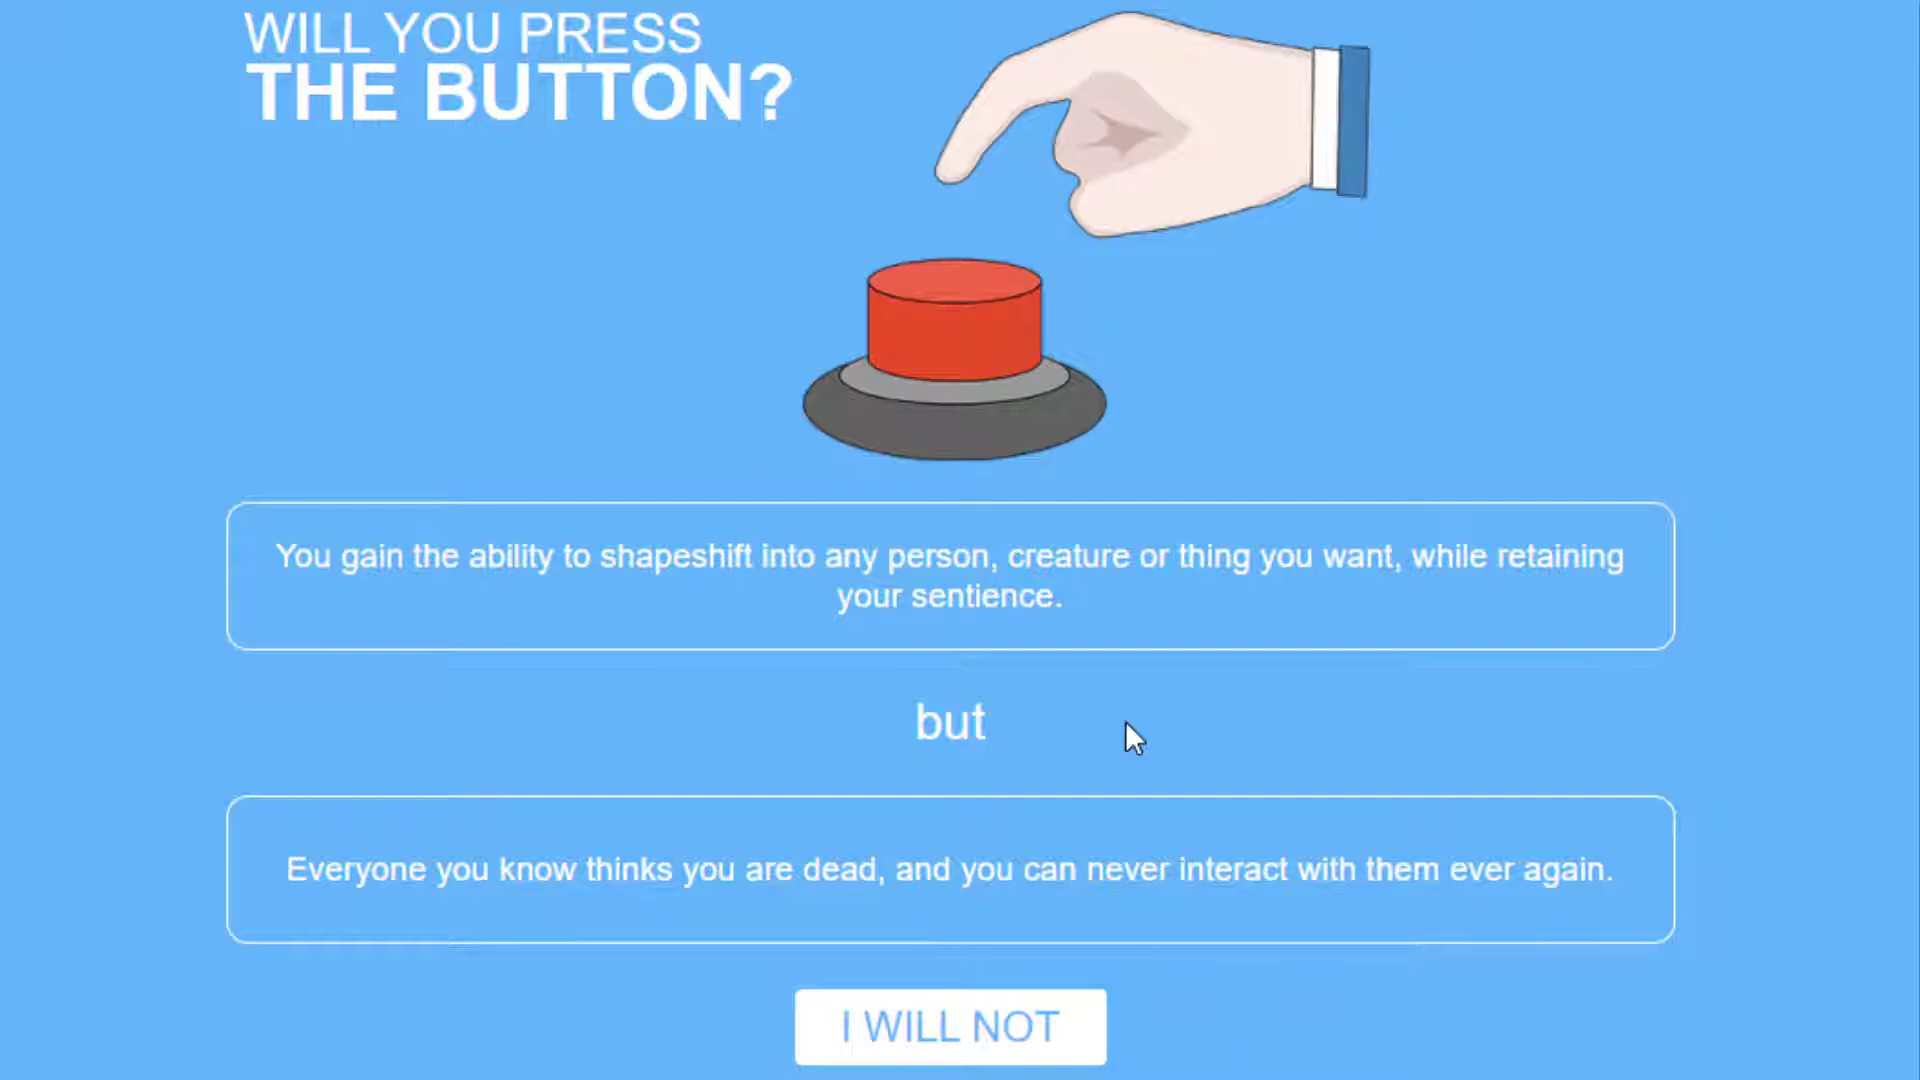 WILL YOU PRESS
THE BUTTON?
You gain the ability to shapeshift into any person, creature or thing you want, while retaining
your sentience.
but
Everyone you know thinks you are dead, and you can never interact with them ever again.
I WILL NOT